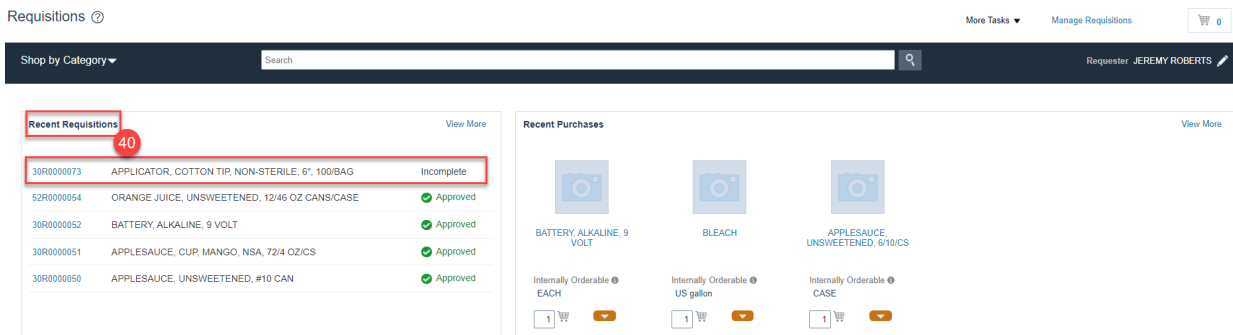 Requisitions ?
More Tasks ▼ Manage Requisitions 0
Shop by Category Search Requester JEREMY ROBERTS
Recent Requisitions View More
40
30R0000073 APPLICATOR, COTTON TIP, NON-STERILE, 6", 100/BAG Incomplete
52R0000054 ORANGE JUICE, UNSWEETENED, 12/46 OZ CANS/CASE Approved
30R0000052 BATTERY, ALKALINE, 9 VOLT Approved
30R0000051 APPLESAUCE, CUP, MANGO, NSA, 72/4 OZ/CS Approved
30R0000050 APPLESAUCE, UNSWEETENED, #10 CAN Approved
Recent Purchases View More
BATTERY, ALKALINE, 9
VOLT
Internally Orderable
EACH
1
BLEACH
Internally Orderable
US gallon
1
APPLESAUCE,
UNSWEETENED, 6/10/CS
Internally Orderable
CASE
1